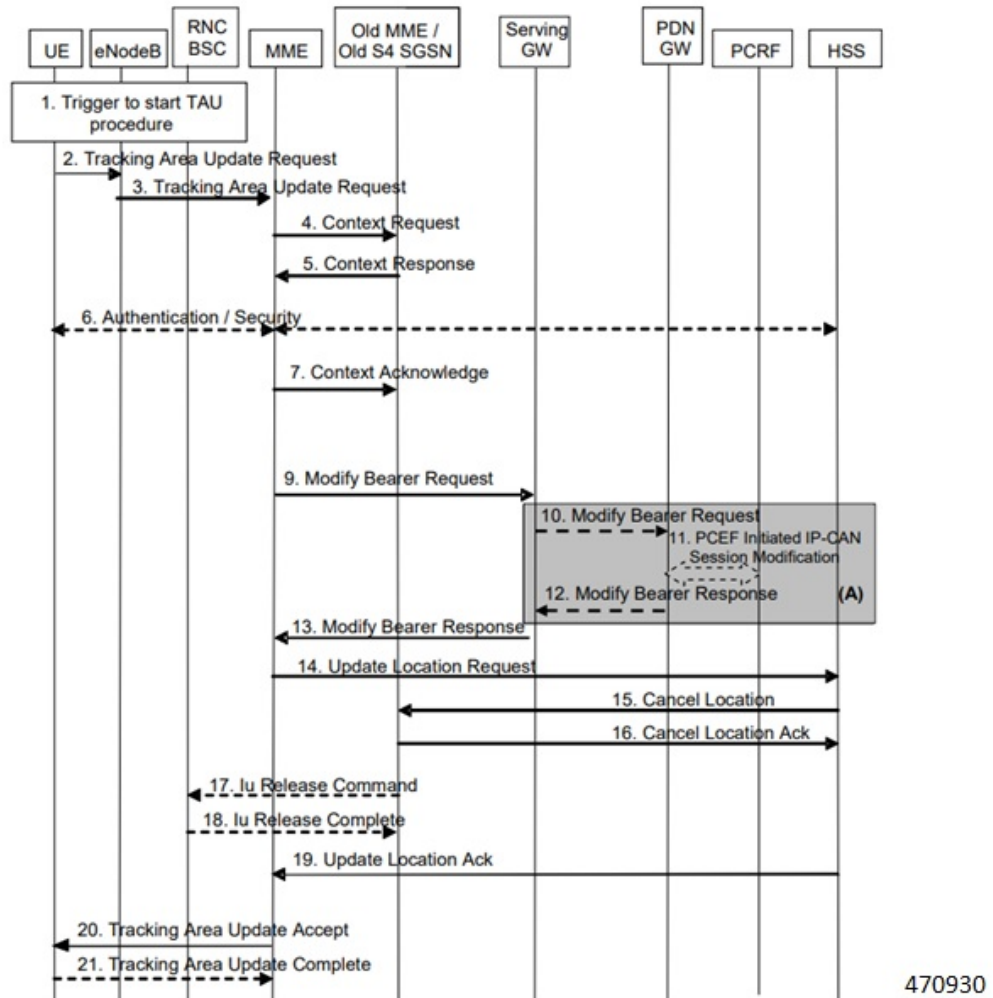 UE
eNodeB
RNC
BSC
MME
Old MME /
Old S4 SGSN
Serving
GW
PDN
GW
PCRF
HSS
1. Trigger to start TAU
procedure
2. Tracking Area Update Request
3. Tracking Area Update Request
4. Context Request
5. Context Response
6. Authentication / Security
7. Context Acknowledge
9. Modify Bearer Request
10. Modify Bearer Request
11. PCEF Initiated IP-CAN
Session Modification
12. Modify Bearer Response
(A)
13. Modify Bearer Response
14. Update Location Request
15. Cancel Location
16. Cancel Location Ack
17. Iu Release Command
18. Iu Release Complete
19. Update Location Ack
20. Tracking Area Update Accept
21. Tracking Area Update Complete
470930